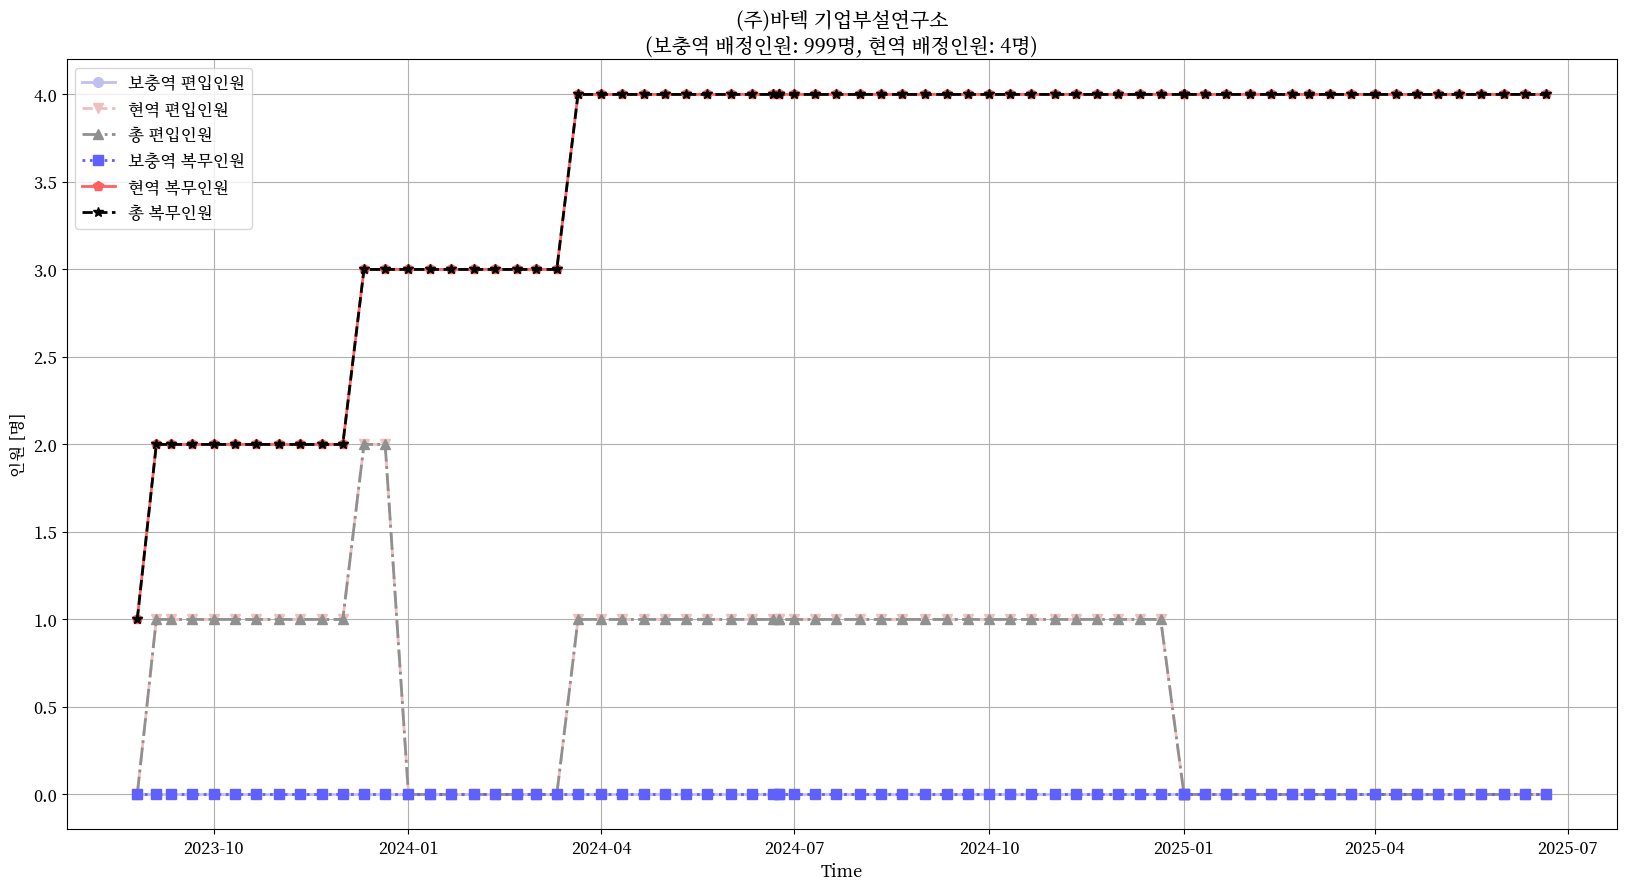 (주)바텍 기업부설연구소
(보충역 배정인원: 999명, 현역 배정인원: 4명)
보충역 편입인원
현역 편입인원
총 편입인원
보충역 복무인원
현역 복무인원
총 복무인원
인원 [명]
4.0
3.5
3.0
2.5
2.0
1.5
1.0
0.5
0.0
2023-10
2024-01
2024-04
2024-07
2024-10
2025-01
2025-04
2025-07
Time